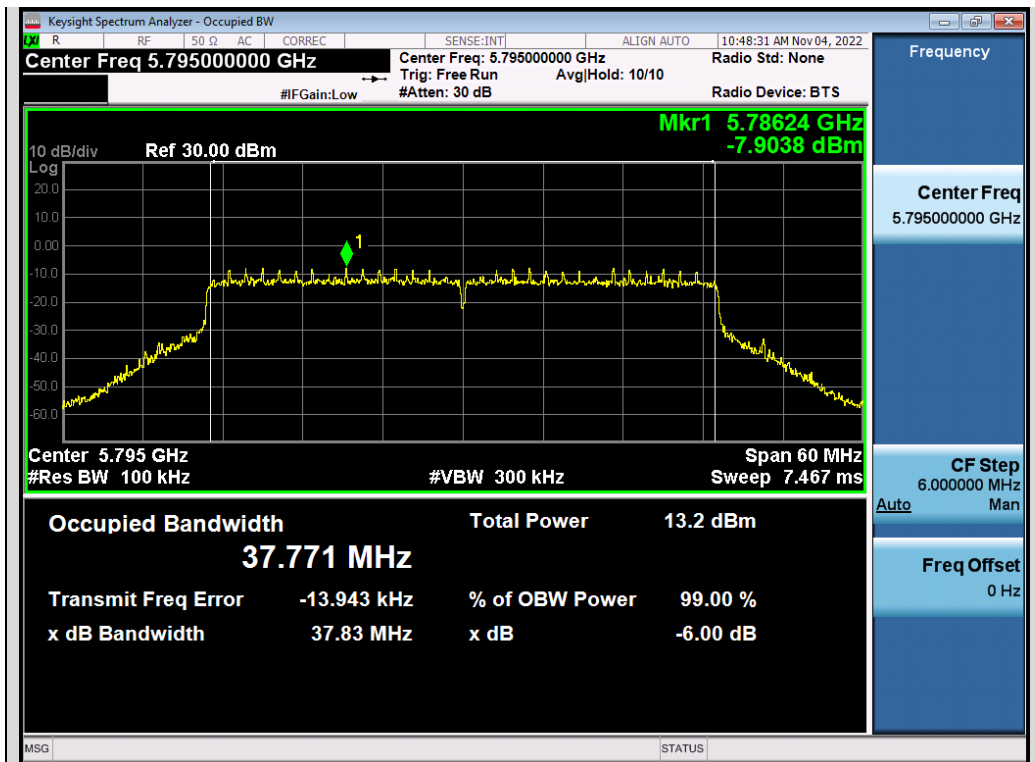 Keysight Spectrum Analyzer - Occupied BW
LXI R RF 50 Ω AC CORREC SENSE:INT ALIGN AUTO 10:48:31 AM Nov 04, 2022
Center Freq 5.795000000 GHz
Center Freq: 5.795000000 GHz
Radio Std: None
Trig: Free Run Avg|Hold: 10/10
#IFGain:Low
#Atten: 30 dB
Radio Device: BTS
Mkr1 5.78624 GHz
-7.9038 dBm
10 dB/div Ref 30.00 dBm
Log
20.0
10.0
0.00
1
-10.0
-20.0
-30.0
-40.0
-50.0
-60.0
Center 5.795 GHz
Span 60 MHz
#Res BW 100 kHz
#VBW 300 kHz
Sweep 7.467 ms
Occupied Bandwidth
37.771 MHz
Total Power 13.2 dBm
Transmit Freq Error -13.943 kHz
% of OBW Power 99.00 %
x dB Bandwidth 37.83 MHz
x dB -6.00 dB
Frequency
Center Freq
5.795000000 GHz
CF Step
6.000000 MHz
Auto Man
Freq Offset
0 Hz
MSG
STATUS